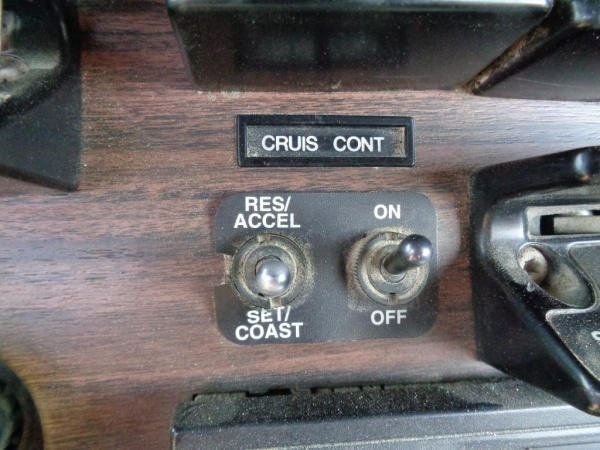 CRUIS CONT
RES/
ACCEL
ON
SET/
COAST
OFF